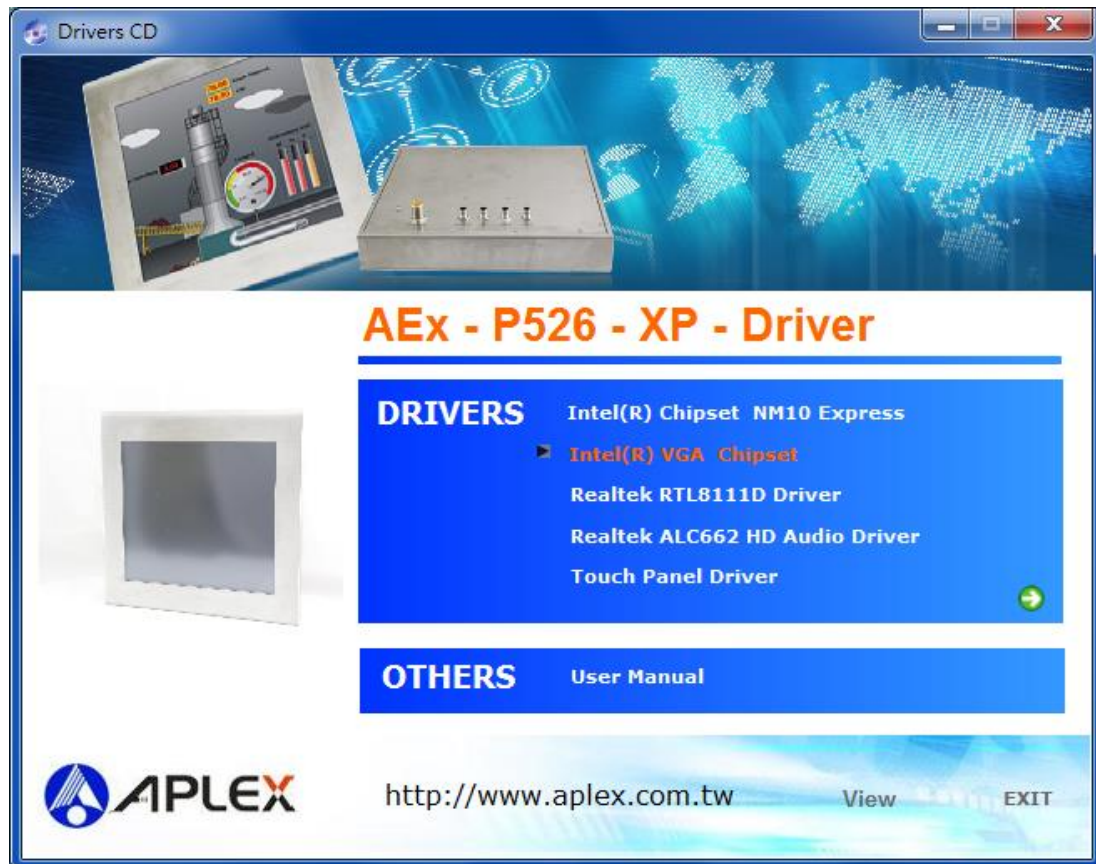 Drivers CD
AEx - P526 - XP - Driver
DRIVERS
Intel(R) Chipset NM10 Express
Intel(R) VGA Chipset
Realtek RTL8111D Driver
Realtek ALC662 HD Audio Driver
Touch Panel Driver
OTHERS
User Manual
APLEX
http://www.aplex.com.tw
View
EXIT